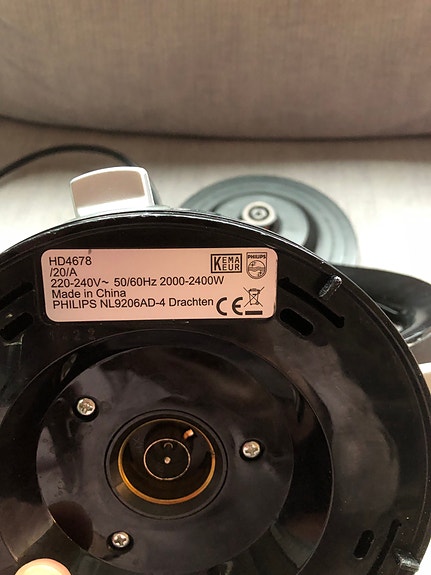 HD4678
/20/A
220-240V~ 50/60Hz 2000-2400W
Made in China
PHILIPS NL9206AD-4 Drachten
KEMA
KEUR
PHILIPS
CE